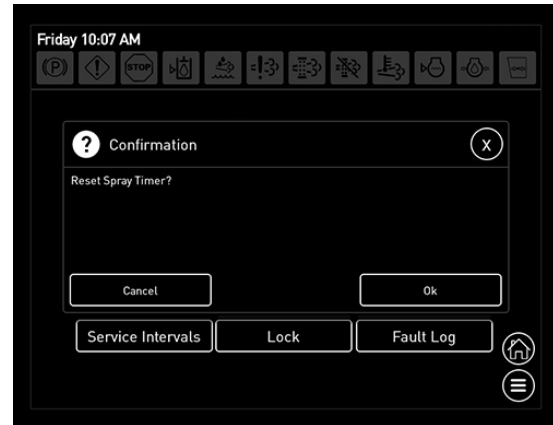 Friday 10:07 AM
(P)
STOP
? Confirmation X
Reset Spray Timer?
Cancel Ok
Service Intervals Lock Fault Log